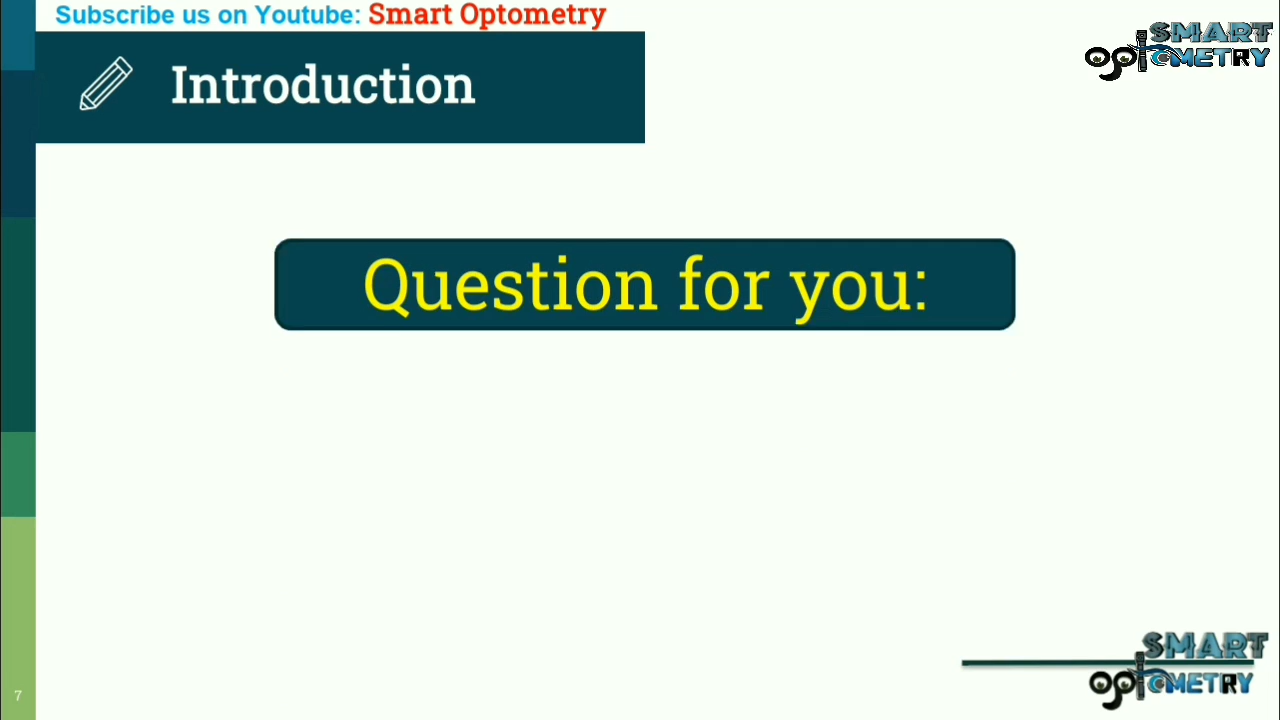 Subscribe us on Youtube: Smart Optometry
SMART
OptOMETRY
Introduction
Question for you:
SMART
OptOMETRY
7